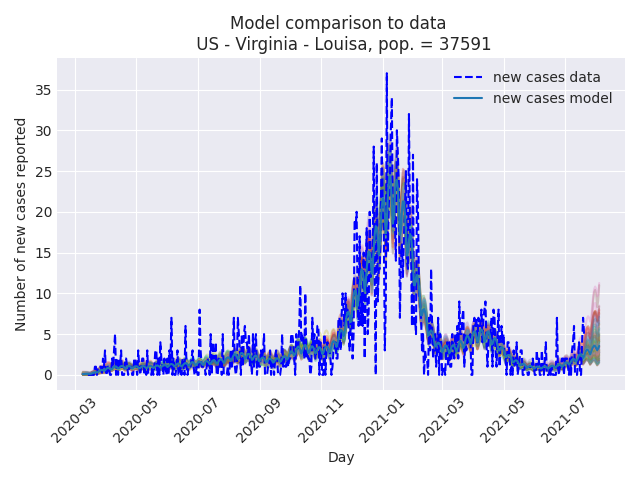 Model comparison to data
US - Virginia - Louisa, pop. = 37591
new cases data
new cases model
Number of new cases reported
35
30
25
20
15
10
5
0
2020-03
2020-05
2020-07
2020-09
2020-11
2021-01
2021-03
2021-05
2021-07
Day